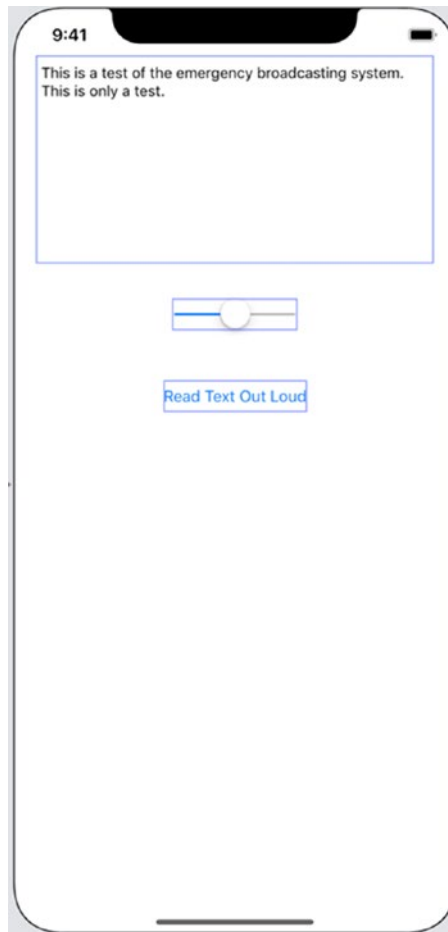 9:41
This is a test of the emergency broadcasting system.
This is only a test.
Read Text Out Loud